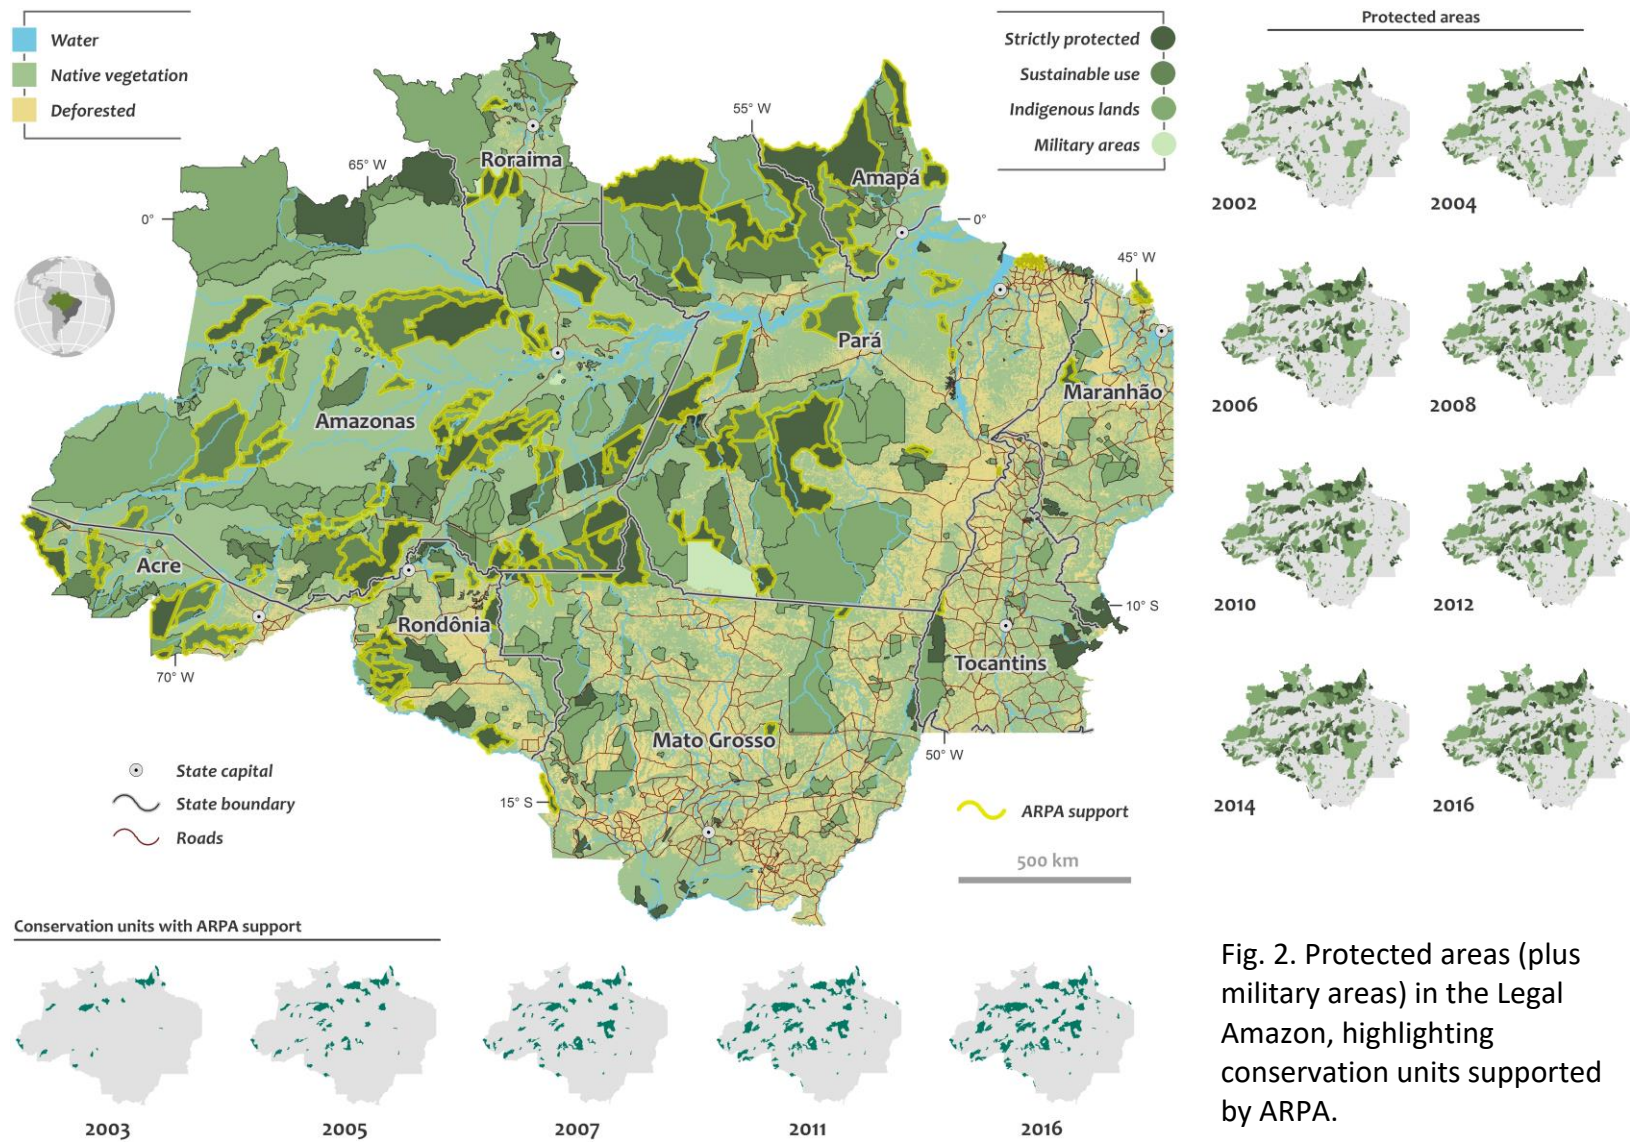 Water
Native vegetation
Deforested
Strictly protected
Sustainable use
Indigenous lands
Military areas
Protected areas
2002
2004
2006
2008
2010
2012
2014
2016
55° W
65° W
45° W
0°
0°
10° S
70° W
50° W
15° S
Roraima
Amapá
Pará
Maranhão
Amazonas
Acre
Rondônia
Tocantins
Mato Grosso
State capital
State boundary
Roads
ARPA support
500 km
Conservation units with ARPA support
2003
2005
2007
2011
2016
Fig. 2. Protected areas (plus
military areas) in the Legal
Amazon, highlighting
conservation units supported
by ARPA.